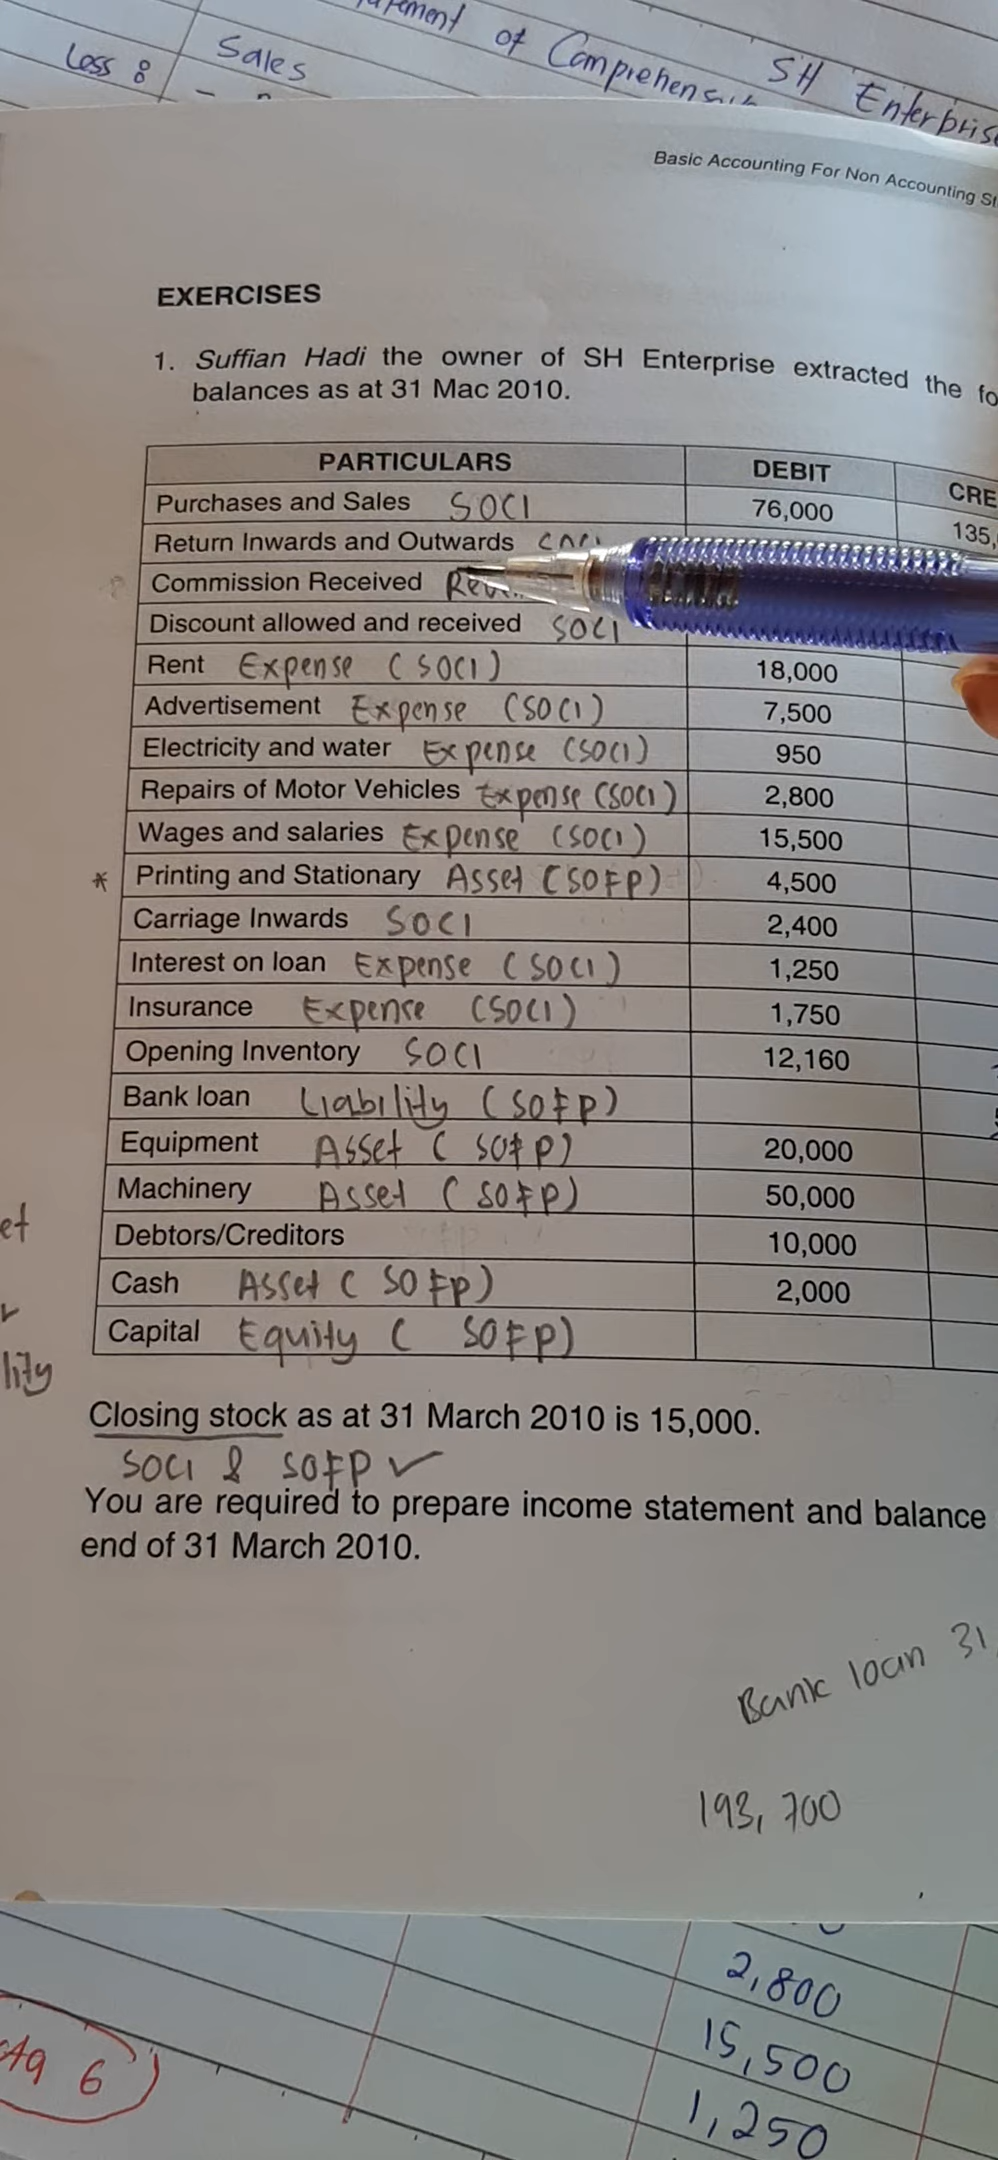 of Comprehensi
SH Enterpris
Less : Sales
Basic Accounting For Non Accounting St
EXERCISES
1. Suffian Hadi the owner of SH Enterprise extracted the fo
balances as at 31 Mac 2010.
PARTICULARS DEBIT CRE
Purchases and Sales SOCI 76,000 135,
Return Inwards and Outwards
Commission Received
Discount allowed and received SOCI
Rent Expense (SOCI) 18,000
Advertisement Expense (SOCI) 7,500
Electricity and water Expense (SOCI) 950
Repairs of Motor Vehicles Expense (SOCI) 2,800
Wages and salaries Expense (SOCI) 15,500
* Printing and Stationary Asset (SOFP) 4,500
Carriage Inwards SOCI 2,400
Interest on loan Expense (SOCI) 1,250
Insurance Expense (SOCI) 1,750
Opening Inventory SOCI 12,160
Bank loan Liability (SOFP)
Equipment Asset (SOFP) 20,000
Machinery Asset (SOFP) 50,000
et
Debtors/Creditors 10,000
Cash Asset (SOFP) 2,000
Capital Equity (SOFP)
lity
Closing stock as at 31 March 2010 is 15,000.
SOCI & SOFP ✓
You are required to prepare income statement and balance
end of 31 March 2010.
Bank loan 31,
193,700
2,800
15,500
1,250
6